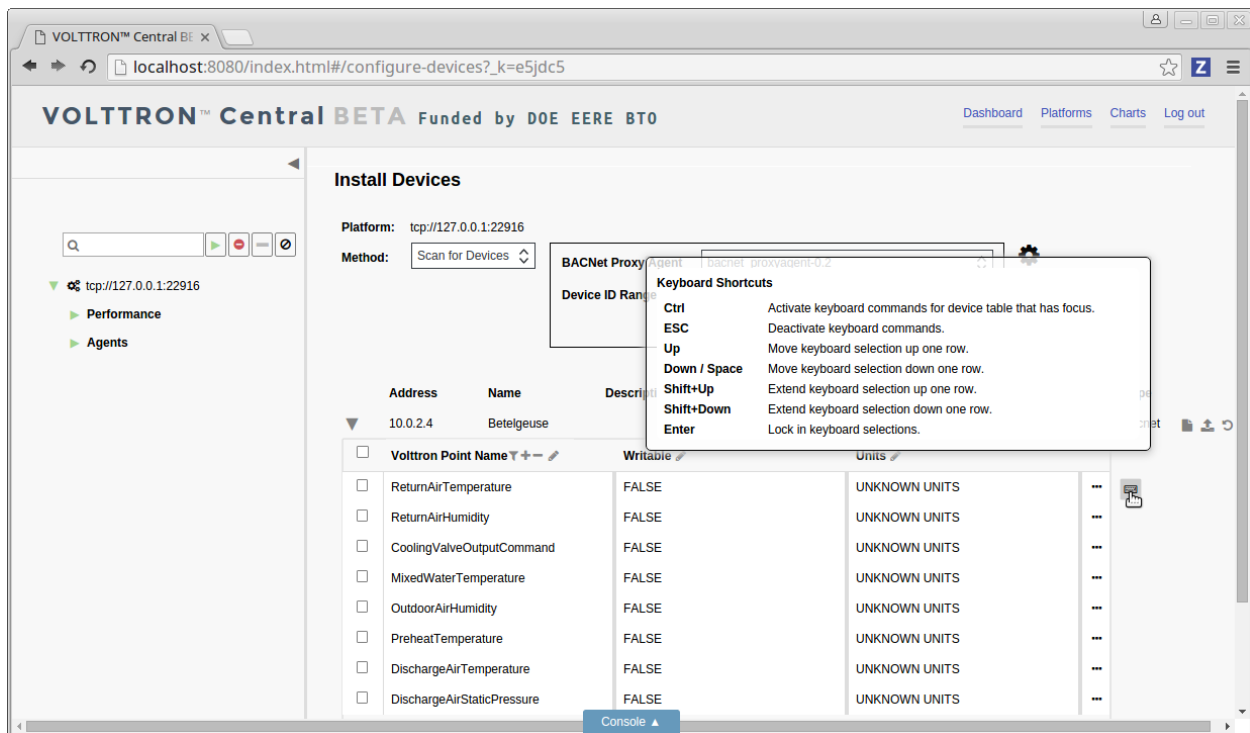 VOLTTRON™ Central BE
localhost:8080/index.html#/configure-devices?_k=e5jdc5
Z
VOLTTRON™ Central BETA Funded by DOE EERE BTO
Dashboard Platforms Charts Log out
Install Devices
Platform: tcp://127.0.0.1:22916
Method: Scan for Devices
BACNet Proxy Agent bacnet_proxyagent-0.2
Device ID Range
tcp://127.0.0.1:22916
Performance
Agents
Keyboard Shortcuts
Ctrl Activate keyboard commands for device table that has focus.
ESC Deactivate keyboard commands.
Up Move keyboard selection up one row.
Down / Space Move keyboard selection down one row.
Shift+Up Extend keyboard selection up one row.
Shift+Down Extend keyboard selection down one row.
Enter Lock in keyboard selections.
Address Name
10.0.2.4 Betelgeuse
Volttron Point Name Writable Units
ReturnAirTemperature FALSE UNKNOWN UNITS
ReturnAirHumidity FALSE UNKNOWN UNITS
CoolingValveOutputCommand FALSE UNKNOWN UNITS
MixedWaterTemperature FALSE UNKNOWN UNITS
OutdoorAirHumidity FALSE UNKNOWN UNITS
PreheatTemperature FALSE UNKNOWN UNITS
DischargeAirTemperature FALSE UNKNOWN UNITS
DischargeAirStaticPressure FALSE UNKNOWN UNITS
Console ▲